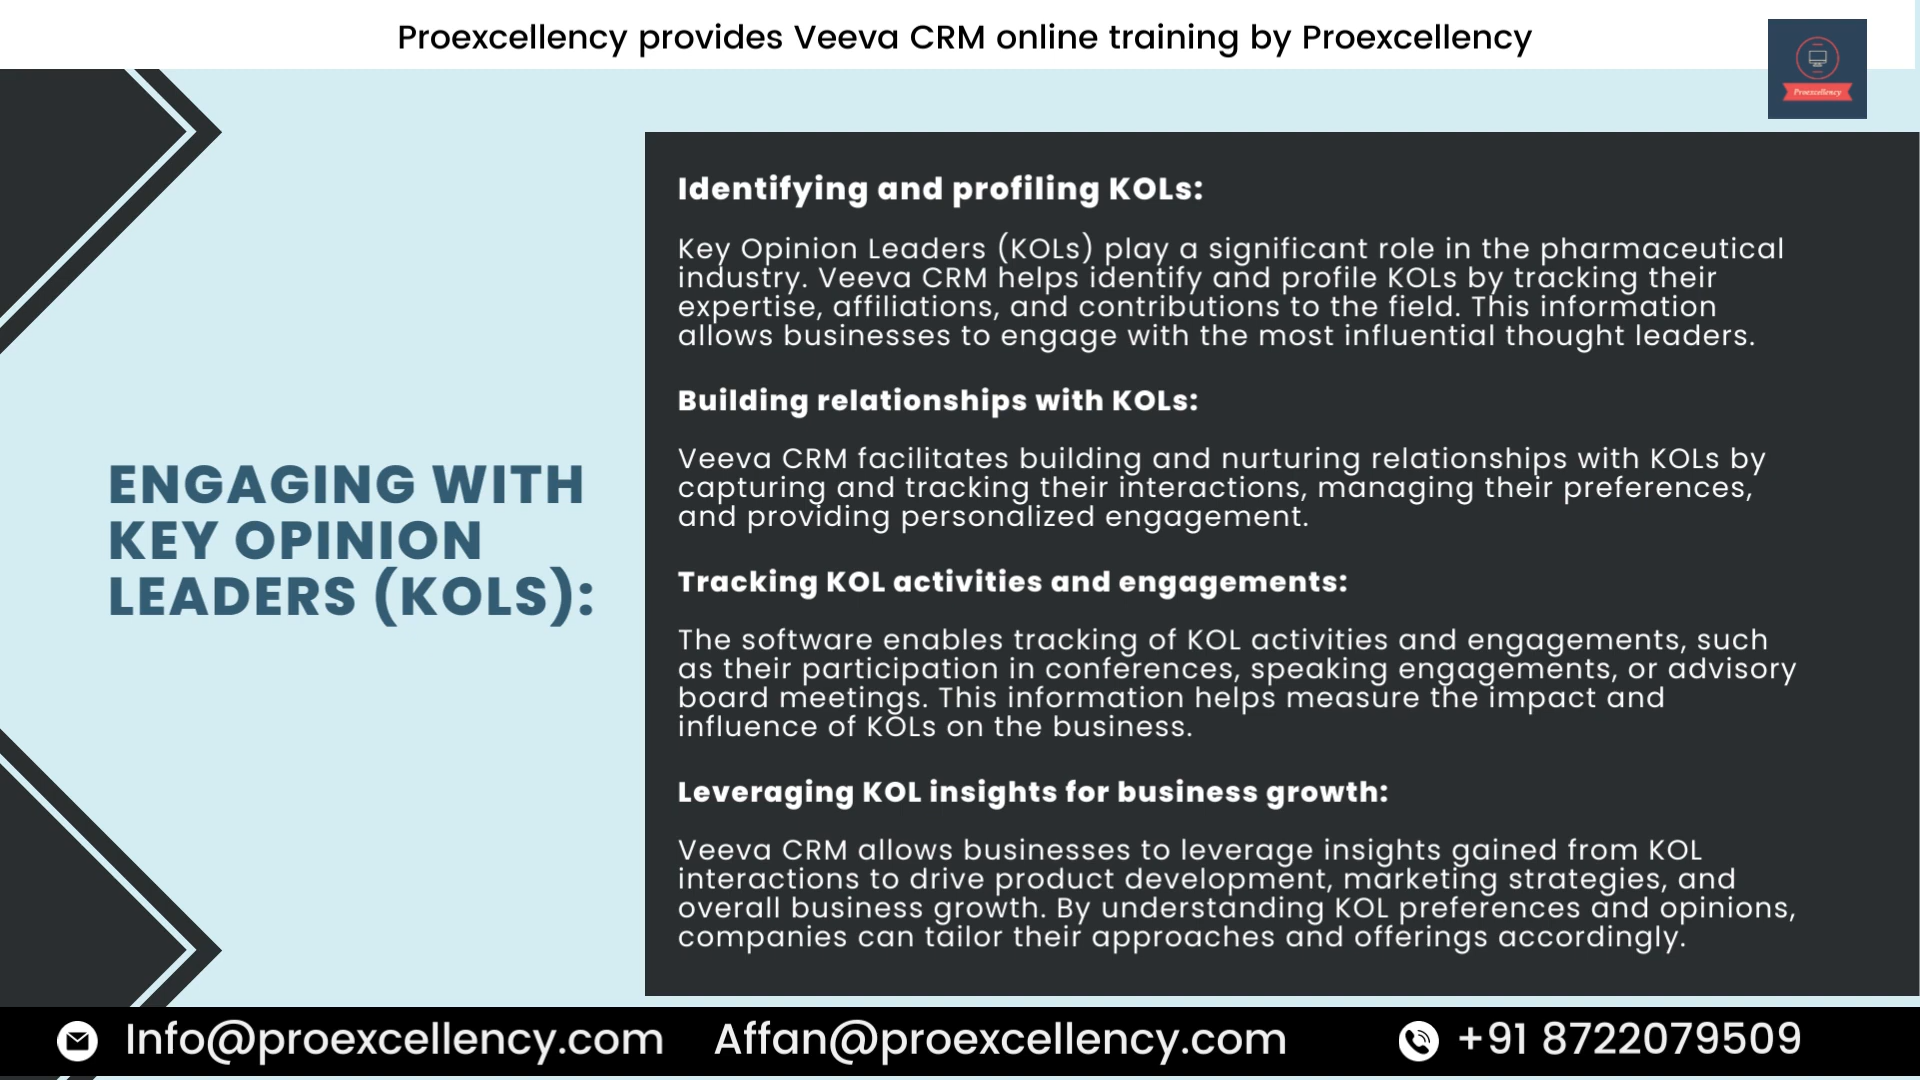 Proexcellency provides Veeva CRM online training by Proexcellency
Proexcellency
ENGAGING WITH
KEY OPINION
LEADERS (KOLS):
Identifying and profiling KOLs:
Key Opinion Leaders (KOLs) play a significant role in the pharmaceutical
industry. Veeva CRM helps identify and profile KOLs by tracking their
expertise, affiliations, and contributions to the field. This information
allows businesses to engage with the most influential thought leaders.
Building relationships with KOLs:
Veeva CRM facilitates building and nurturing relationships with KOLs by
capturing and tracking their interactions, managing their preferences,
and providing personalized engagement.
Tracking KOL activities and engagements:
The software enables tracking of KOL activities and engagements, such
as their participation in conferences, speaking engagements, or advisory
board meetings. This information helps measure the impact and
influence of KOLs on the business.
Leveraging KOL insights for business growth:
Veeva CRM allows businesses to leverage insights gained from KOL
interactions to drive product development, marketing strategies, and
overall business growth. By understanding KOL preferences and opinions,
companies can tailor their approaches and offerings accordingly.
Info@proexcellency.com Affan@proexcellency.com +91 8722079509